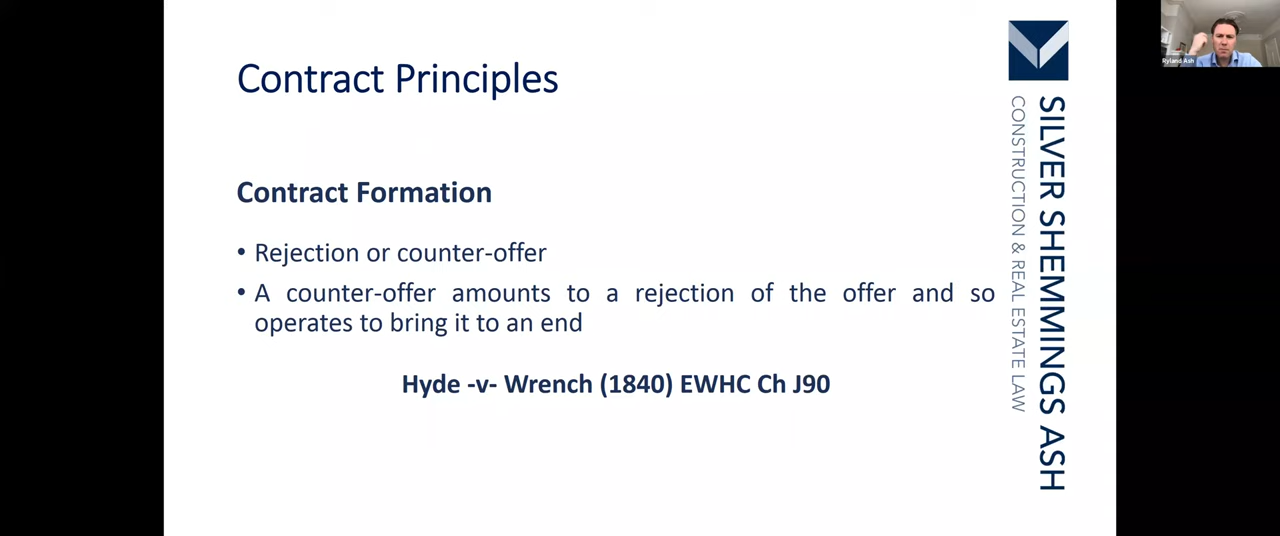 Contract Principles
Contract Formation
• Rejection or counter-offer
• A counter-offer amounts to a rejection of the offer and so
operates to bring it to an end
Hyde -v- Wrench (1840) EWHC Ch J90
SILVER SHEMMINGS ASH
CONSTRUCTION & REAL ESTATE LAW
Ryland Ash